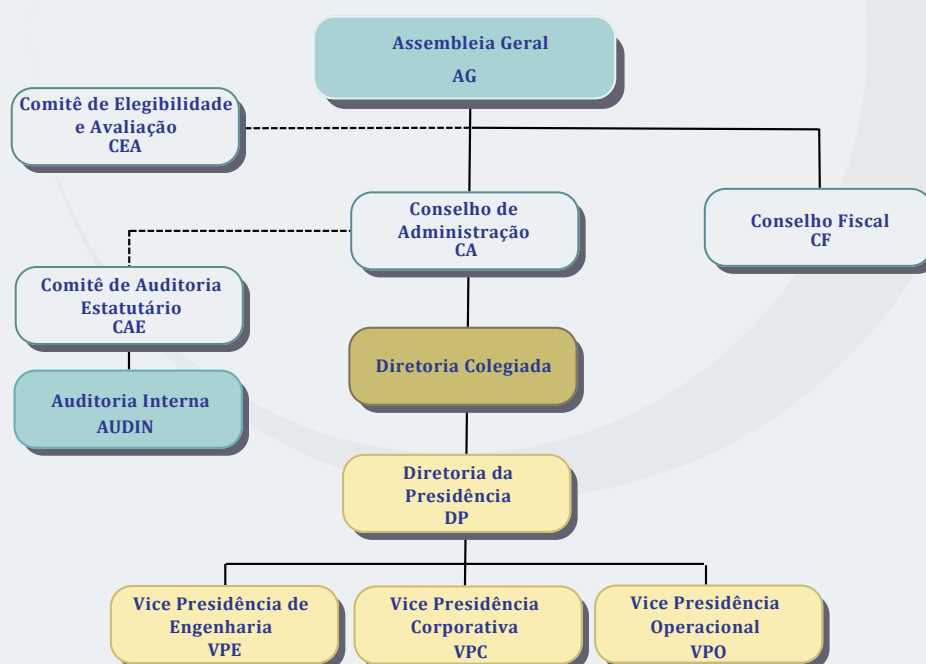 Assembleia Geral
AG
Comitê de Elegibilidade
e Avaliação
CEA
Conselho de
Administração
CA
Conselho Fiscal
CF
Comitê de Auditoria
Estatutário
CAE
Diretoria Colegiada
Auditoria Interna
AUDIN
Diretoria da
Presidência
DP
Vice Presidência de
Engenharia
VPE
Vice Presidência
Corporativa
VPC
Vice Presidência
Operacional
VPO